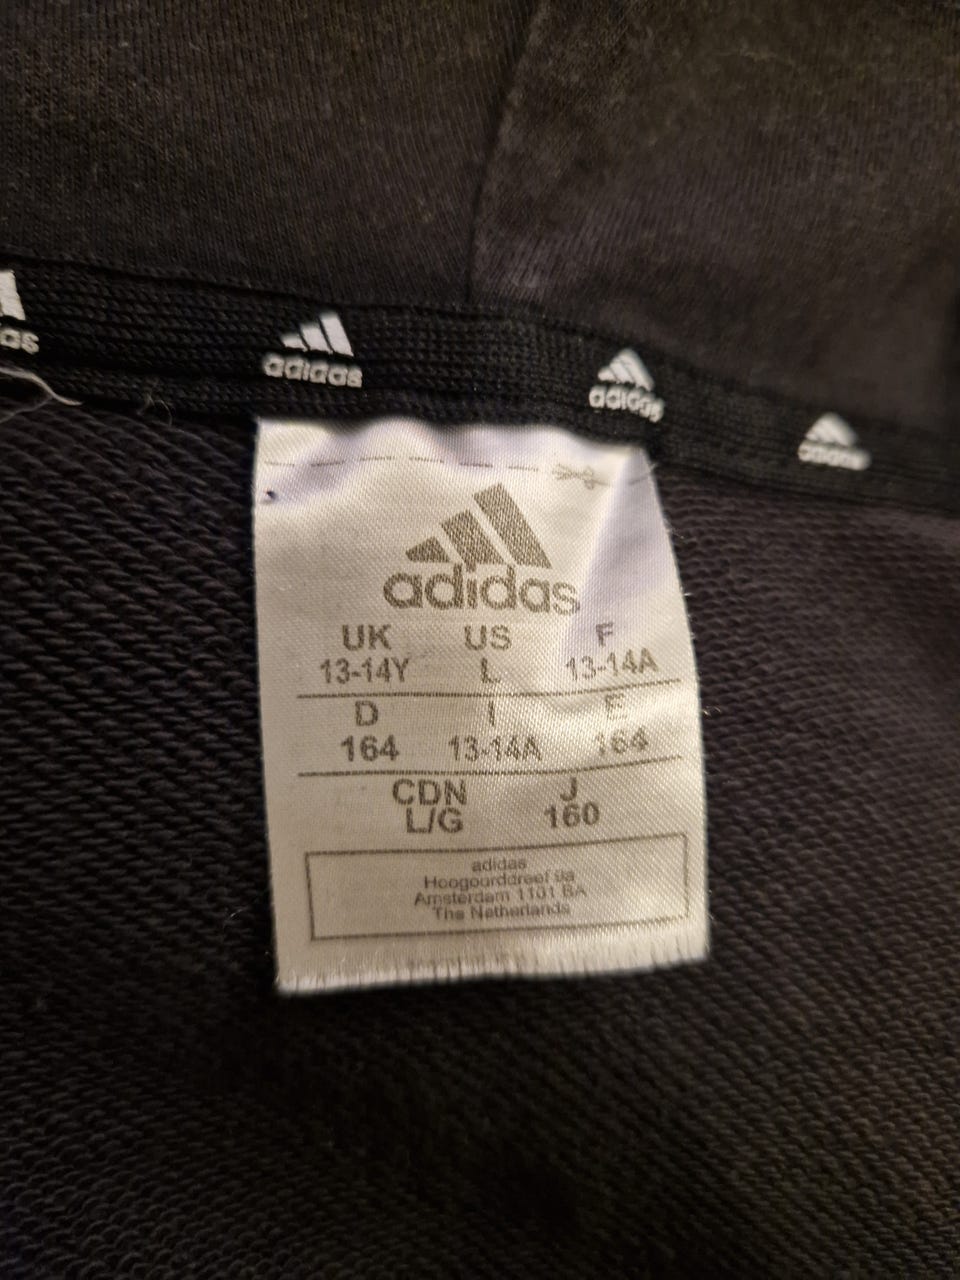 as
adidas
adidas
adidas
adidas
UK US F
13-14Y L 13-14A
D I E
164 13-14A 164
CDN J
L/G 160
adidas
Hoogoorddreef 9a
Amsterdam 1101 BA
The Netherlands